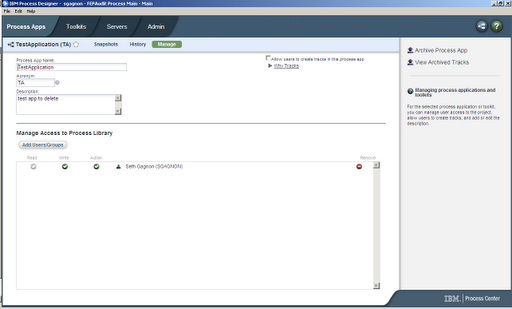 IBM Process Designer - sgagnon - FEPAudit Process Main - Main
File Edit Help
Process Apps Toolkits Servers Admin
TestApplication (TA) Snapshots History Manage
Process App Name:
TestApplication
Acronym:
TA
Description:
test app to delete
Allow users to create tracks in this process app
Why Tracks
Manage Access to Process Library
Add Users/Groups
Read Write Admin Remove
Seth Gagnon (SGAGNON)
Archive Process App
View Archived Tracks
Managing process applications and toolkits
For the selected process application or toolkit,
you can manage user access to the project,
allow users to create tracks, and add or edit the
description.
IBM. Process Center